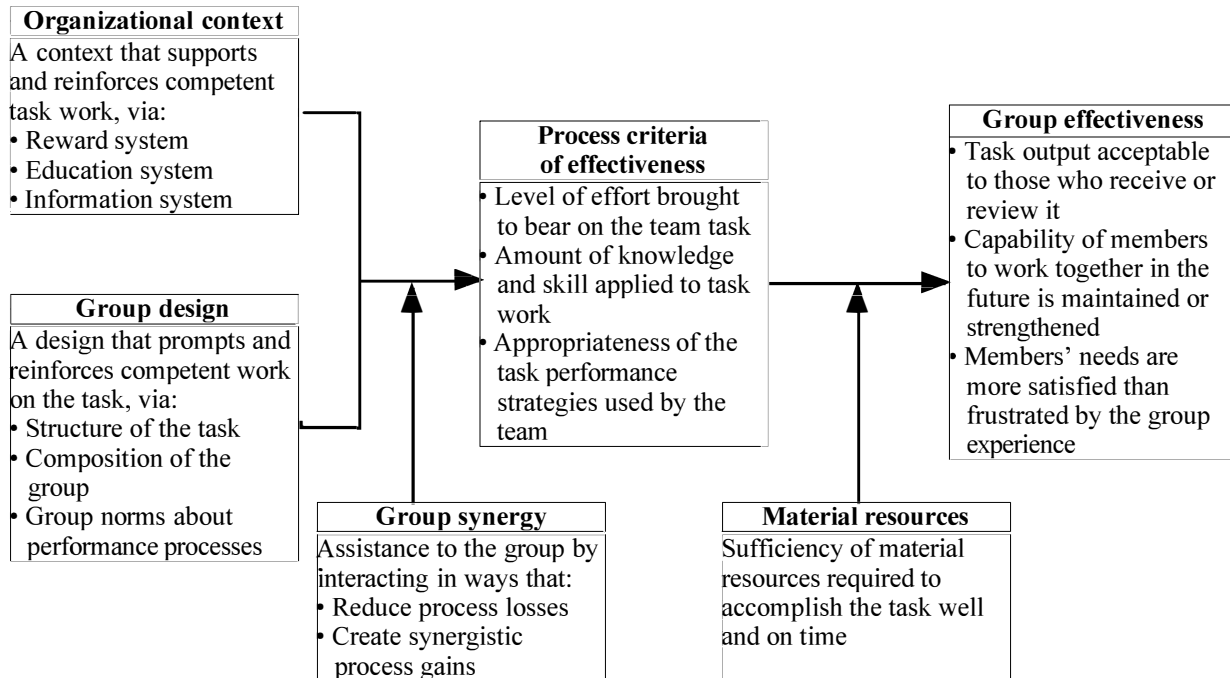 Organizational context
A context that supports
and reinforces competent
task work, via:
• Reward system
• Education system
• Information system
Group design
A design that prompts and
reinforces competent work
on the task, via:
• Structure of the task
• Composition of the
group
• Group norms about
performance processes
Process criteria
of effectiveness
• Level of effort brought
to bear on the team task
• Amount of knowledge
and skill applied to task
work
• Appropriateness of the
task performance
strategies used by the
team
Group effectiveness
• Task output acceptable
to those who receive or
review it
• Capability of members
to work together in the
future is maintained or
strengthened
• Members’ needs are
more satisfied than
frustrated by the group
experience
Group synergy
Assistance to the group by
interacting in ways that:
• Reduce process losses
• Create synergistic
process gains
Material resources
Sufficiency of material
resources required to
accomplish the task well
and on time